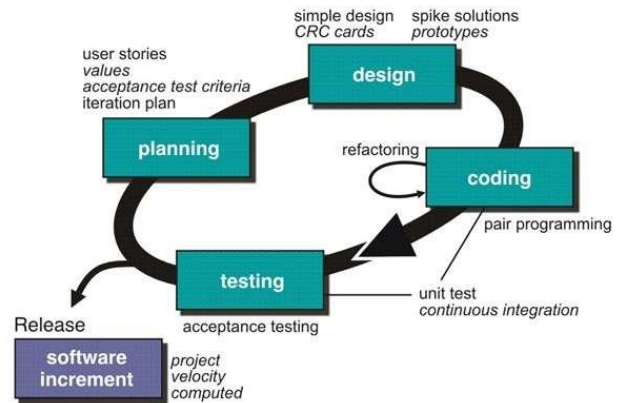 simple design
CRC cards
spike solutions
prototypes
design
user stories
values
acceptance test criteria
iteration plan
planning
refactoring
coding
pair programming
testing
acceptance testing
unit test
continuous integration
Release
software
increment
project
velocity
computed